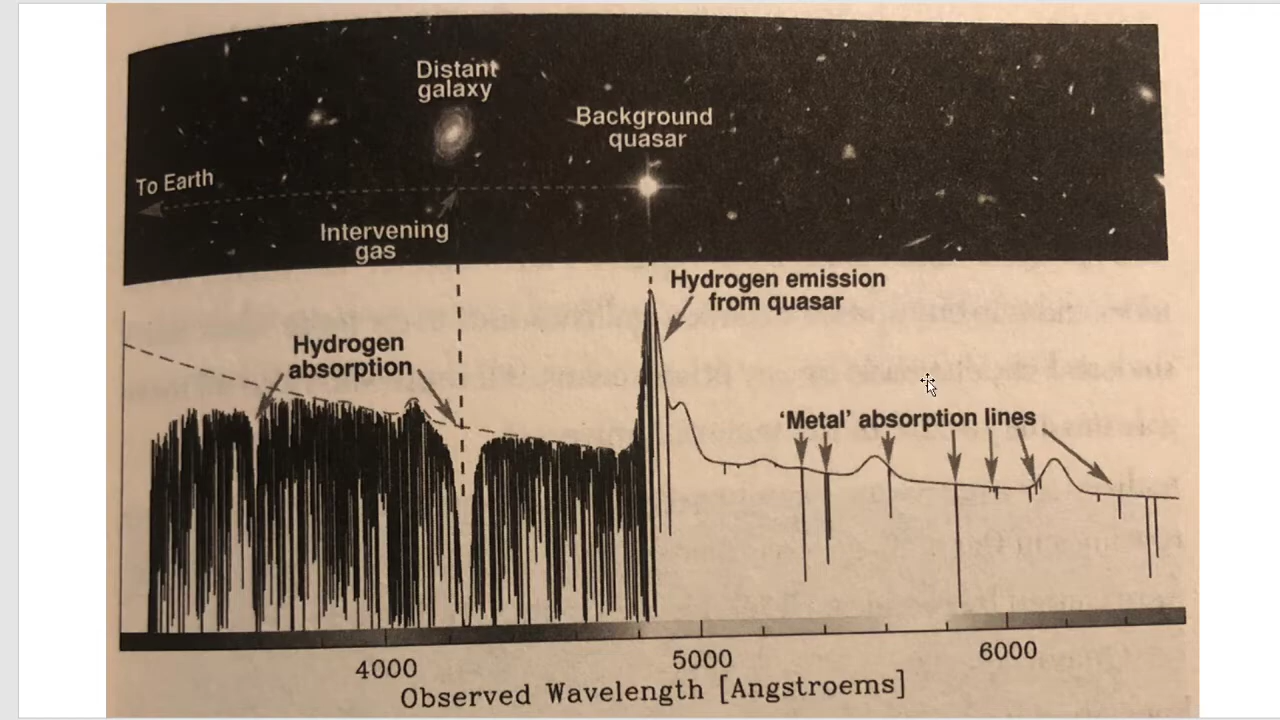 Distant
galaxy
Background
quasar
To Earth
Intervening
gas
Hydrogen emission
from quasar
Hydrogen
absorption
‘Metal’ absorption lines
4000
5000
6000
Observed Wavelength [Angstroems]